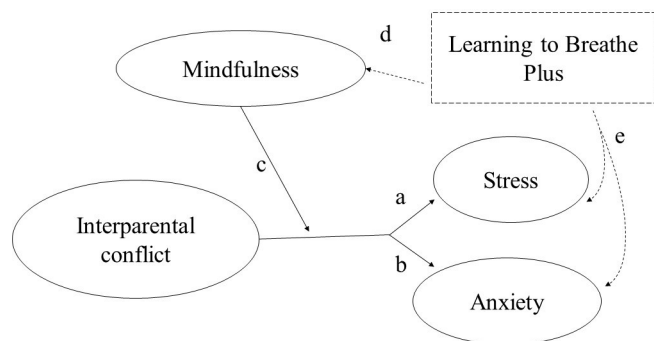 d
Learning to Breathe
Plus
Mindfulness
e
c
a
Stress
Interparental
conflict
b
Anxiety